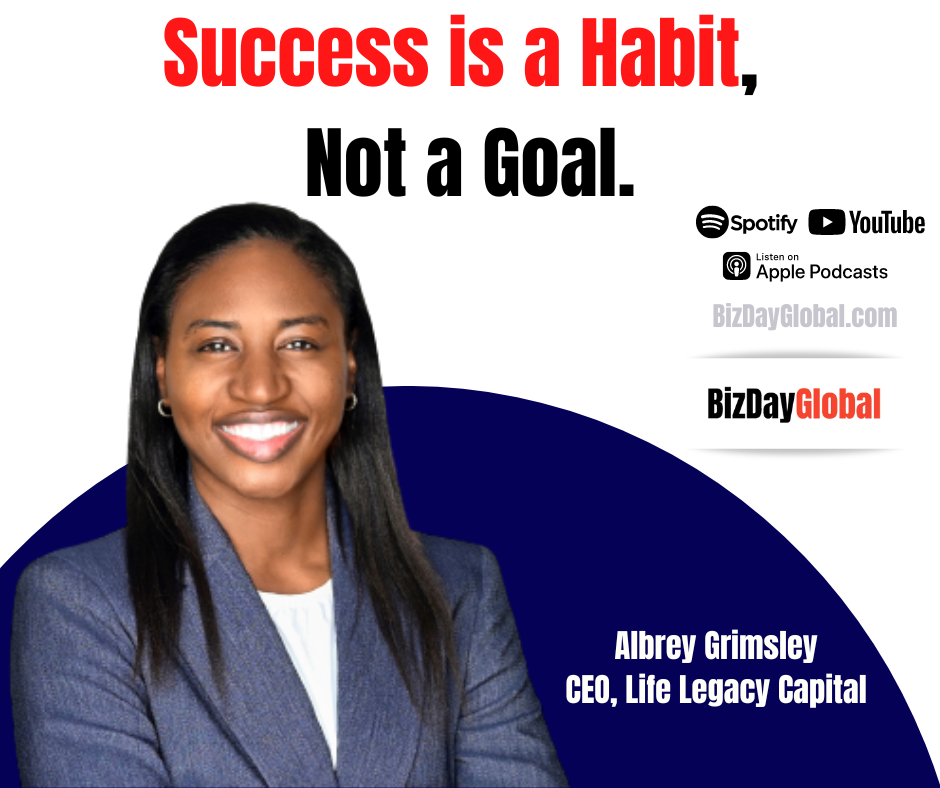 Success is a Habit,
Not a Goal.
Spotify YouTube
Listen on
Apple Podcasts
BizDayGlobal.com
BizDayGlobal
Albrey Grimsley
CEO, Life Legacy Capital